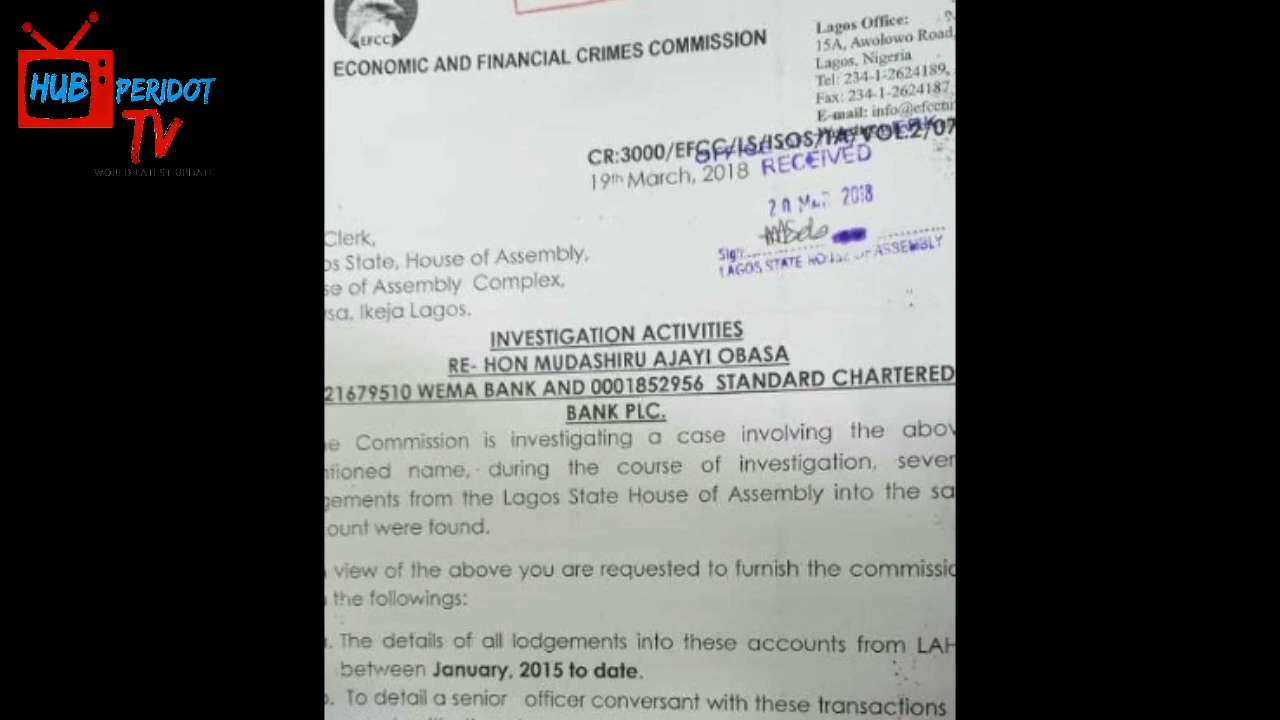 HUB PERIDOT
TV
WORLD LATEST UPDATE
EFCC
ECONOMIC AND FINANCIAL CRIMES COMMISSION
Lagos Office:
15A, Awolowo Road,
Lagos, Nigeria
Tel: 234-1-2624189,
Fax: 234-1-2624187,
E-mail: info@efccn
CR:3000/EFCC/LS/ISOS/TA/VOL.2/07
19th March, 2018
RECEIVED
20 MAR 2018
Sign
LAGOS STATE HOUSE OF ASSEMBLY
Clerk,
os State, House of Assembly,
se of Assembly Complex,
sa, Ikeja Lagos.
INVESTIGATION ACTIVITIES
RE- HON MUDASHIRU AJAYI OBASA
21679510 WEMA BANK AND 0001852956 STANDARD CHARTERED
BANK PLC.
e Commission is investigating a case involving the abov
tioned name, during the course of investigation, sever
gements from the Lagos State House of Assembly into the sa
ount were found.
view of the above you are requested to furnish the commissio
the followings:
. The details of all lodgements into these accounts from LAH
between January, 2015 to date.
. To detail a senior officer conversant with these transactions